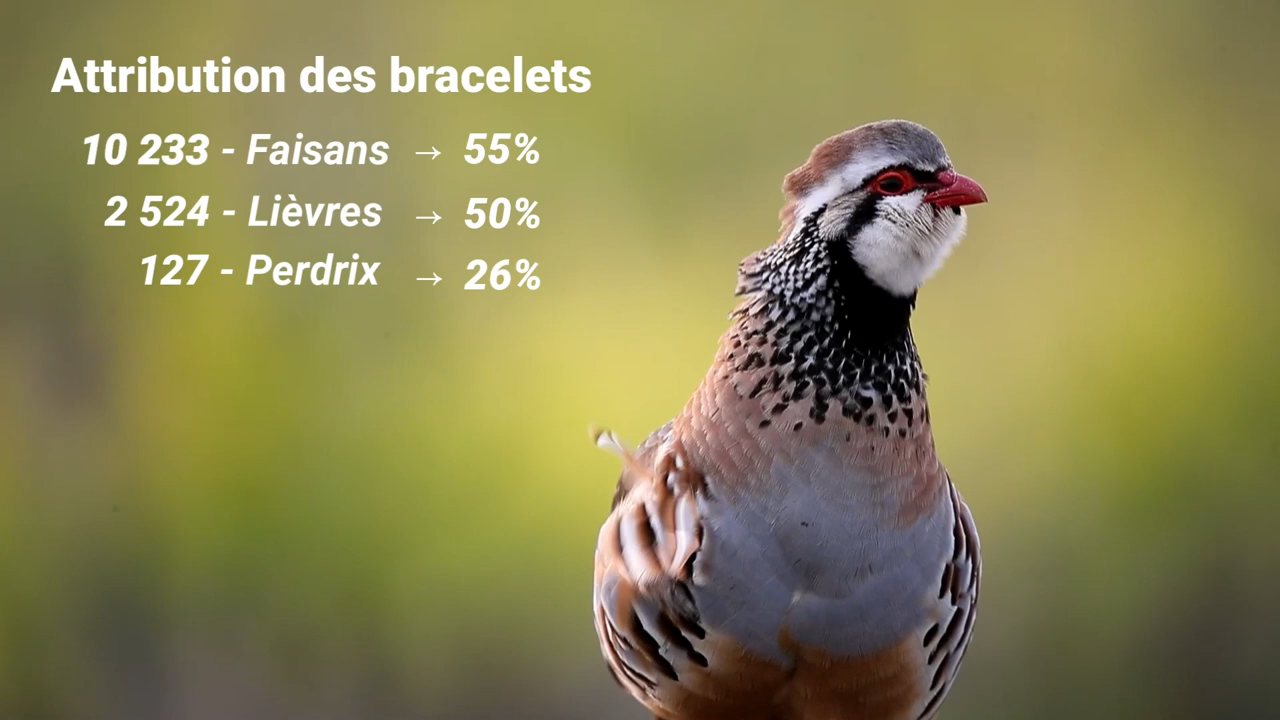 Attribution des bracelets
10 233 - Faisans → 55%
2 524 - Lièvres → 50%
127 - Perdrix → 26%